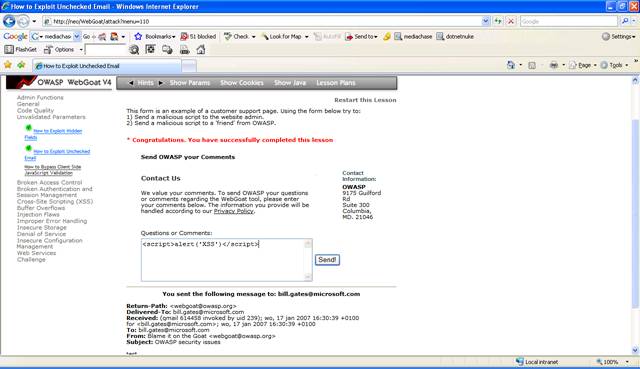 How to Exploit Unchecked Email - Windows Internet Explorer
http://neo/WebGoat/attack?menu=110
Google
Google mediachase Go Bookmarks 51 blocked Check Look for Map AutoFill Send to mediachase dotnetnuke Settings
FlashGet Options mediachase
How to Exploit Unchecked Email
Page Tools
OWASP WebGoat V4
Hints Show Params Show Cookies Show Java Lesson Plans
Admin Functions
General
Code Quality
Unvalidated Parameters
How to Exploit Hidden
Fields
How to Exploit Unchecked
Email
How to Bypass Client Side
JavaScript Validation
Broken Access Control
Broken Authentication and
Session Management
Cross-Site Scripting (XSS)
Buffer Overflows
Injection Flaws
Improper Error Handling
Insecure Storage
Denial of Service
Insecure Configuration
Management
Web Services
Challenge
Restart this Lesson
This form is an example of a customer support page. Using the form below try to:
1) Send a malicious script to the website admin.
2) Send a malicious script to a 'friend' from OWASP.
* Congratulations. You have successfully completed this lesson
Send OWASP your Comments
Contact Us
We value your comments. To send OWASP your questions
or comments regarding the WebGoat tool, please enter
your comments below. The information you provide will be
handled according to our Privacy Policy.
Contact
Information:
OWASP
9175 Guilford
Rd
Suite 300
Columbia,
MD. 21046
Questions or Comments:
<script>alert('XSS')</script>
Send!
You sent the following message to: bill.gates@microsoft.com
Return-Path: <webgoat@owasp.org>
Delivered-To: bill.gates@microsoft.com
Received: (qmail 614458 invoked by uid 239); wo, 17 jan 2007 16:30:39 +0100
for <bill.gates@microsoft.com>; wo, 17 jan 2007 16:30:39 +0100
To: bill.gates@microsoft.com
From: Blame it on the Goat <webgoat@owasp.org>
Subject: OWASP security issues
Local intranet
100%